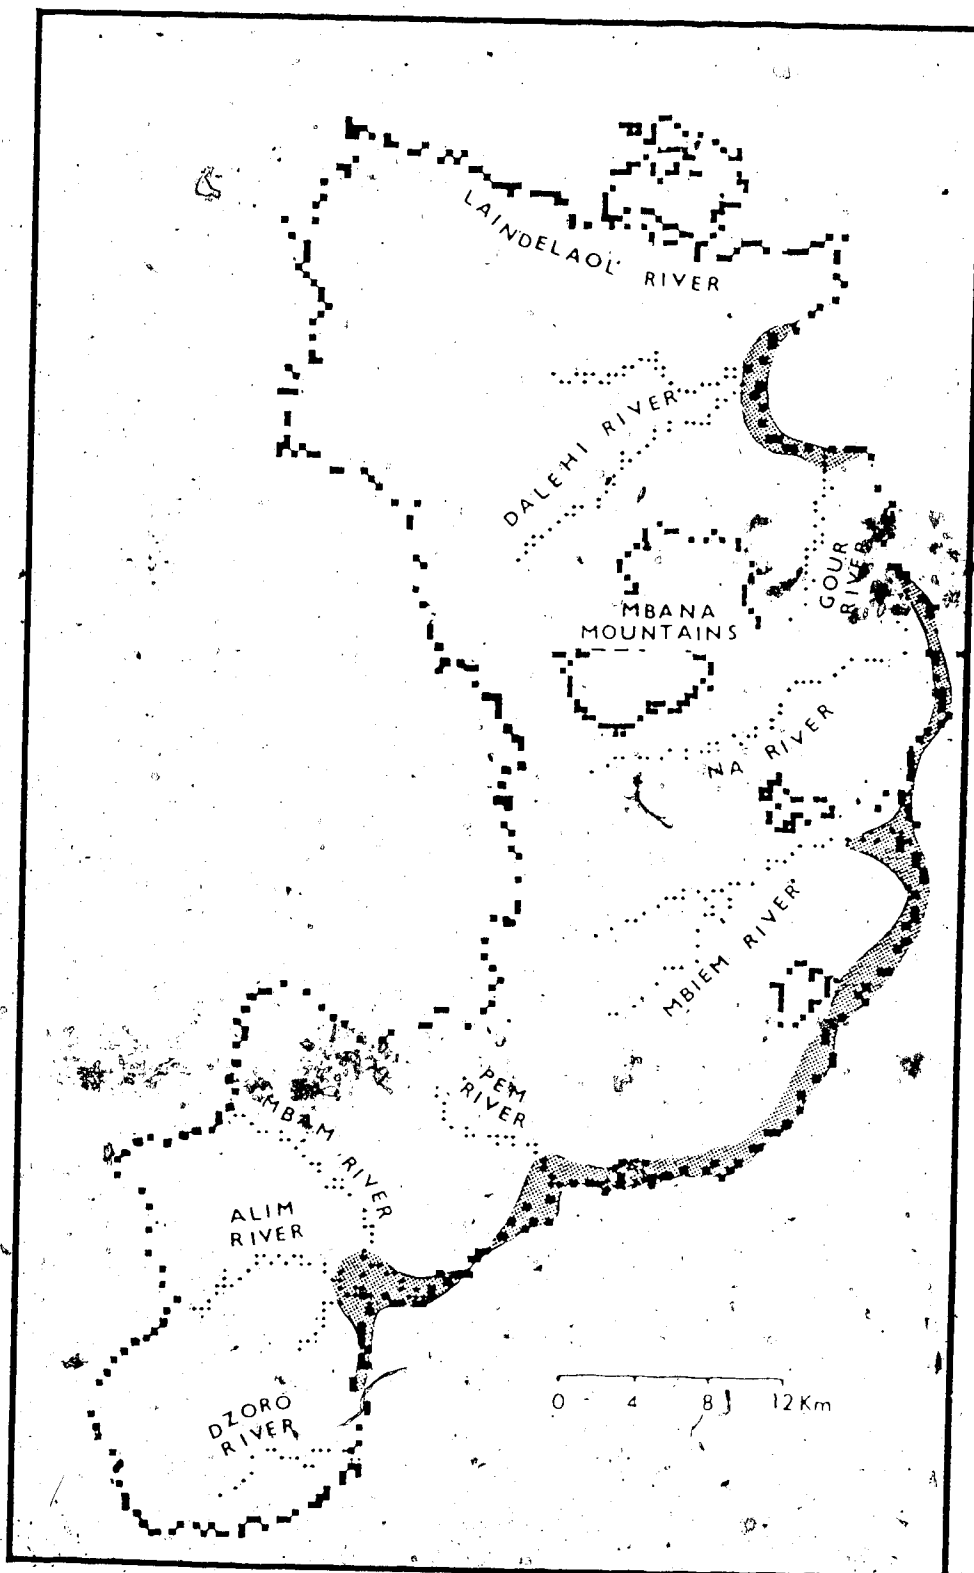 LAINDELAOL RIVER
DALEHI RIVER
GOUR
RIVER
MBANA
MOUNTAINS
NA RIVER
MBIEM RIVER
PEM
RIVER
MBAM RIVER
ALIM
RIVER
DZORO
RIVER
0 4 8 12 Km